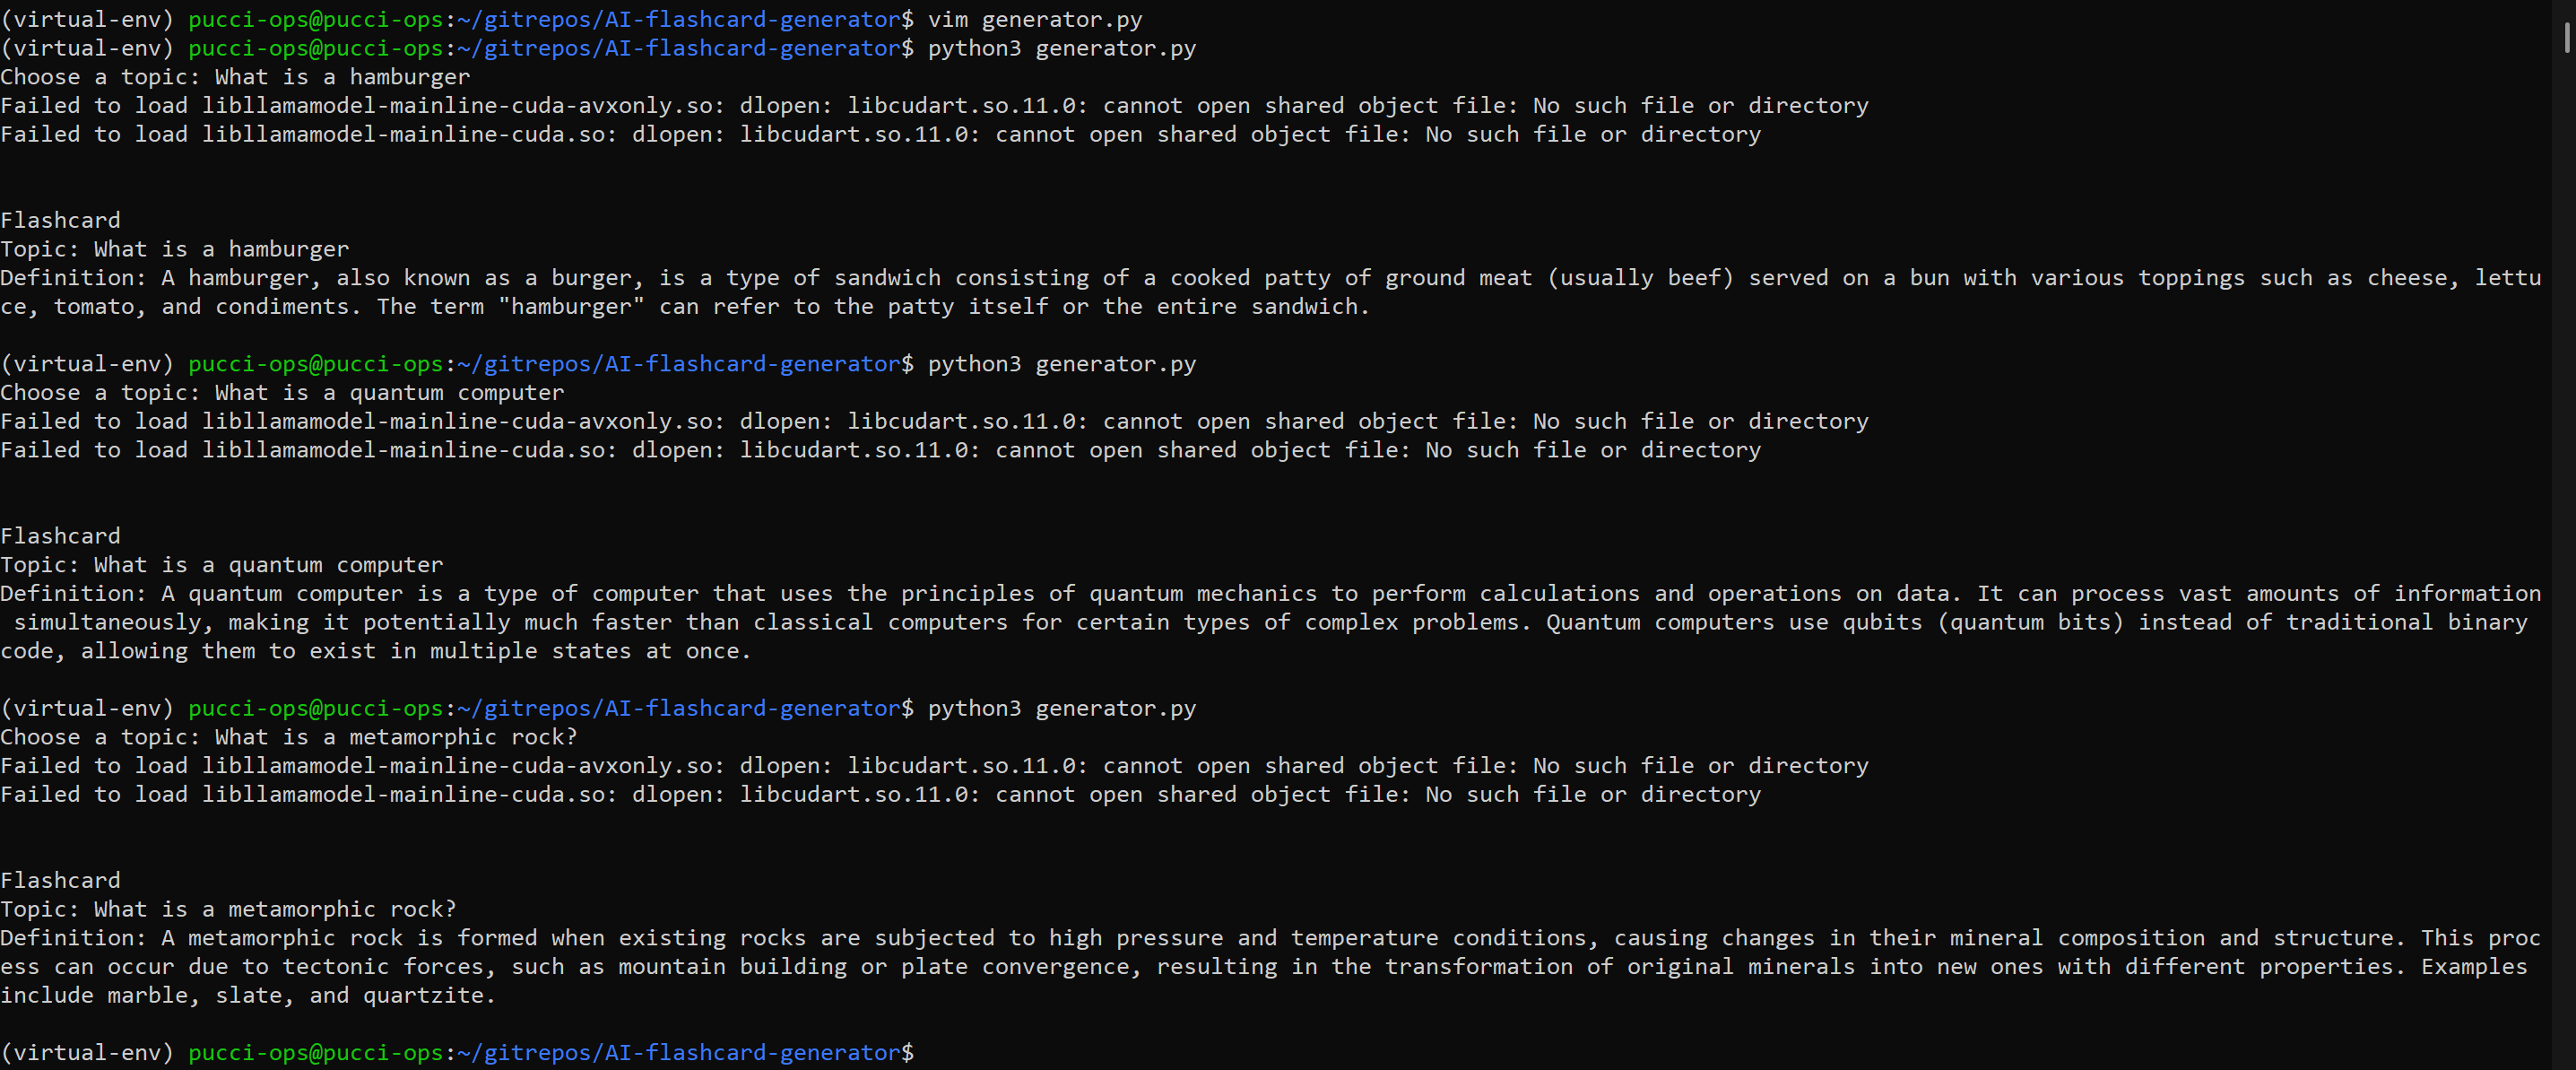 (virtual-env) pucci-ops@pucci-ops:~/gitrepos/AI-flashcard-generator$ vim generator.py
(virtual-env) pucci-ops@pucci-ops:~/gitrepos/AI-flashcard-generator$ python3 generator.py
Choose a topic: What is a hamburger
Failed to load libllamamodel-mainline-cuda-avxonly.so: dlopen: libcudart.so.11.0: cannot open shared object file: No such file or directory
Failed to load libllamamodel-mainline-cuda.so: dlopen: libcudart.so.11.0: cannot open shared object file: No such file or directory
Flashcard
Topic: What is a hamburger
Definition: A hamburger, also known as a burger, is a type of sandwich consisting of a cooked patty of ground meat (usually beef) served on a bun with various toppings such as cheese, lettu
ce, tomato, and condiments. The term "hamburger" can refer to the patty itself or the entire sandwich.
(virtual-env) pucci-ops@pucci-ops:~/gitrepos/AI-flashcard-generator$ python3 generator.py
Choose a topic: What is a quantum computer
Failed to load libllamamodel-mainline-cuda-avxonly.so: dlopen: libcudart.so.11.0: cannot open shared object file: No such file or directory
Failed to load libllamamodel-mainline-cuda.so: dlopen: libcudart.so.11.0: cannot open shared object file: No such file or directory
Flashcard
Topic: What is a quantum computer
Definition: A quantum computer is a type of computer that uses the principles of quantum mechanics to perform calculations and operations on data. It can process vast amounts of information
 simultaneously, making it potentially much faster than classical computers for certain types of complex problems. Quantum computers use qubits (quantum bits) instead of traditional binary
code, allowing them to exist in multiple states at once.
(virtual-env) pucci-ops@pucci-ops:~/gitrepos/AI-flashcard-generator$ python3 generator.py
Choose a topic: What is a metamorphic rock?
Failed to load libllamamodel-mainline-cuda-avxonly.so: dlopen: libcudart.so.11.0: cannot open shared object file: No such file or directory
Failed to load libllamamodel-mainline-cuda.so: dlopen: libcudart.so.11.0: cannot open shared object file: No such file or directory
Flashcard
Topic: What is a metamorphic rock?
Definition: A metamorphic rock is formed when existing rocks are subjected to high pressure and temperature conditions, causing changes in their mineral composition and structure. This proc
ess can occur due to tectonic forces, such as mountain building or plate convergence, resulting in the transformation of original minerals into new ones with different properties. Examples
include marble, slate, and quartzite.
(virtual-env) pucci-ops@pucci-ops:~/gitrepos/AI-flashcard-generator$